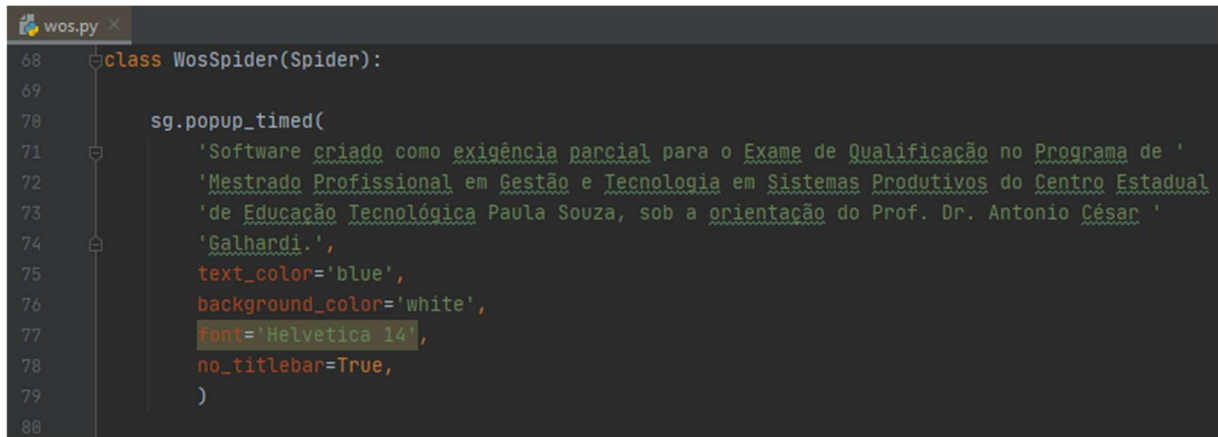 wos.py
68 class WosSpider(Spider):
69
70 sg.popup_timed(
71 'Software criado como exigência parcial para o Exame de Qualificação no Programa de '
72 'Mestrado Profissional em Gestão e Tecnologia em Sistemas Produtivos do Centro Estadual
73 'de Educação Tecnológica Paula Souza, sob a orientação do Prof. Dr. Antonio César '
74 'Galhardi.',
75 text_color='blue',
76 background_color='white',
77 font='Helvetica 14',
78 no_titlebar=True,
79 )
80